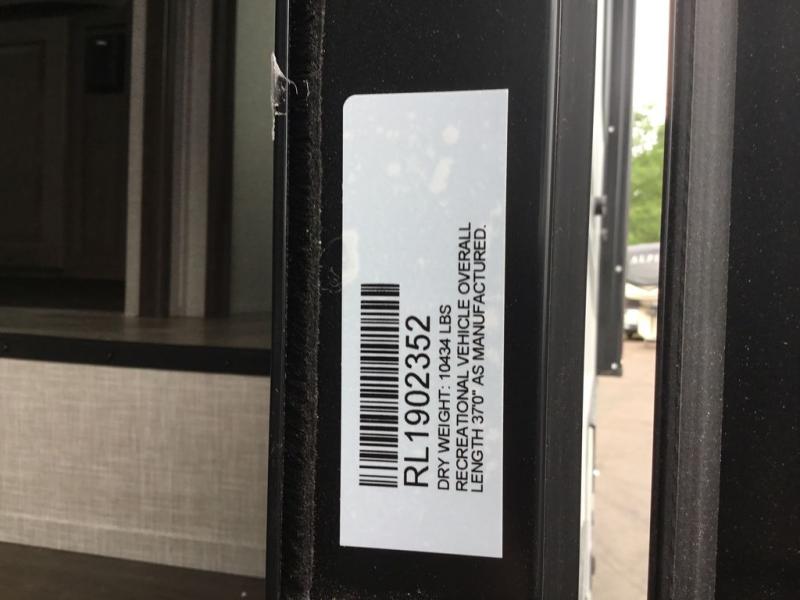 RL1902352
DRY WEIGHT: 10434 LBS
RECREATIONAL VEHICLE OVERALL
LENGTH 37'0" AS MANUFACTURED.